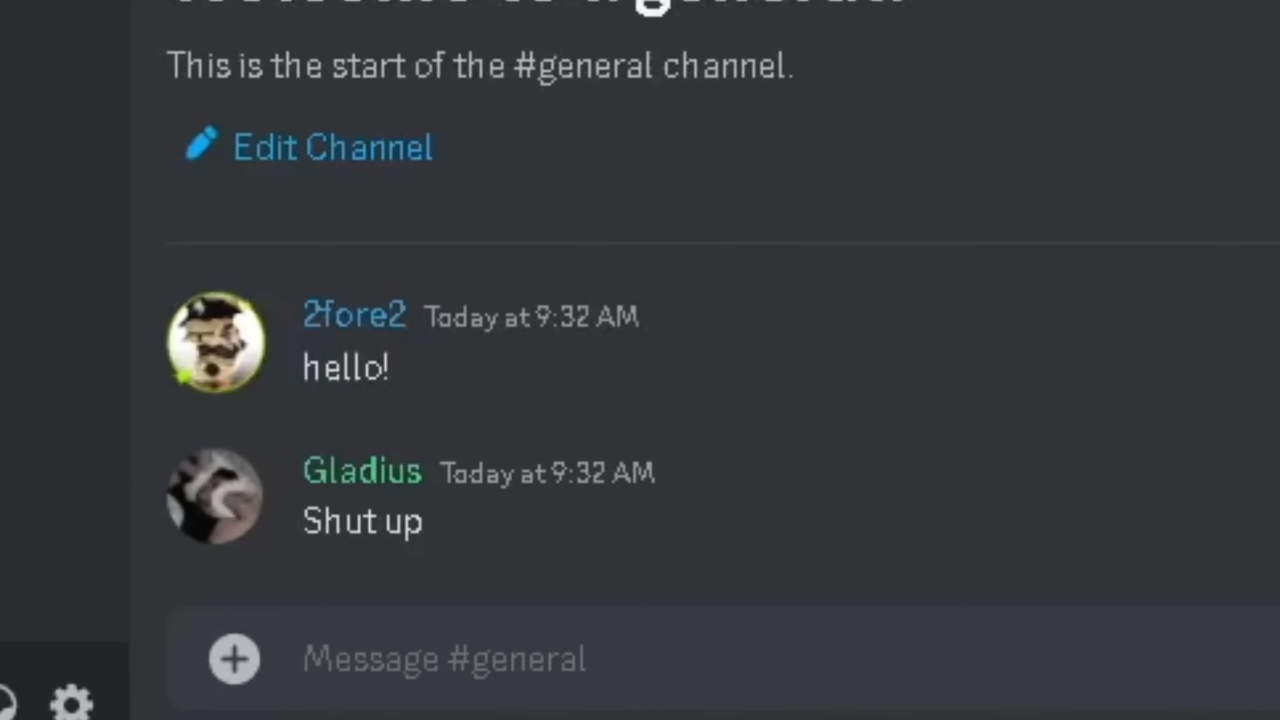 This is the start of the #general channel.
Edit Channel
2fore2 Today at 9:32 AM
hello!
Gladius Today at 9:32 AM
Shut up
Message #general